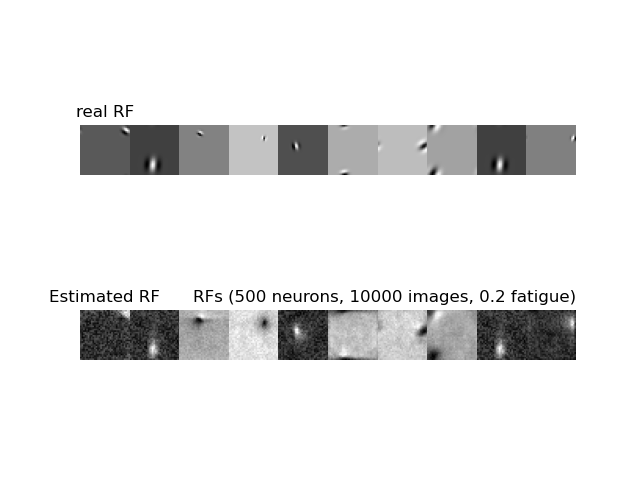 real RF
Estimated RF
RFs (500 neurons, 10000 images, 0.2 fatigue)